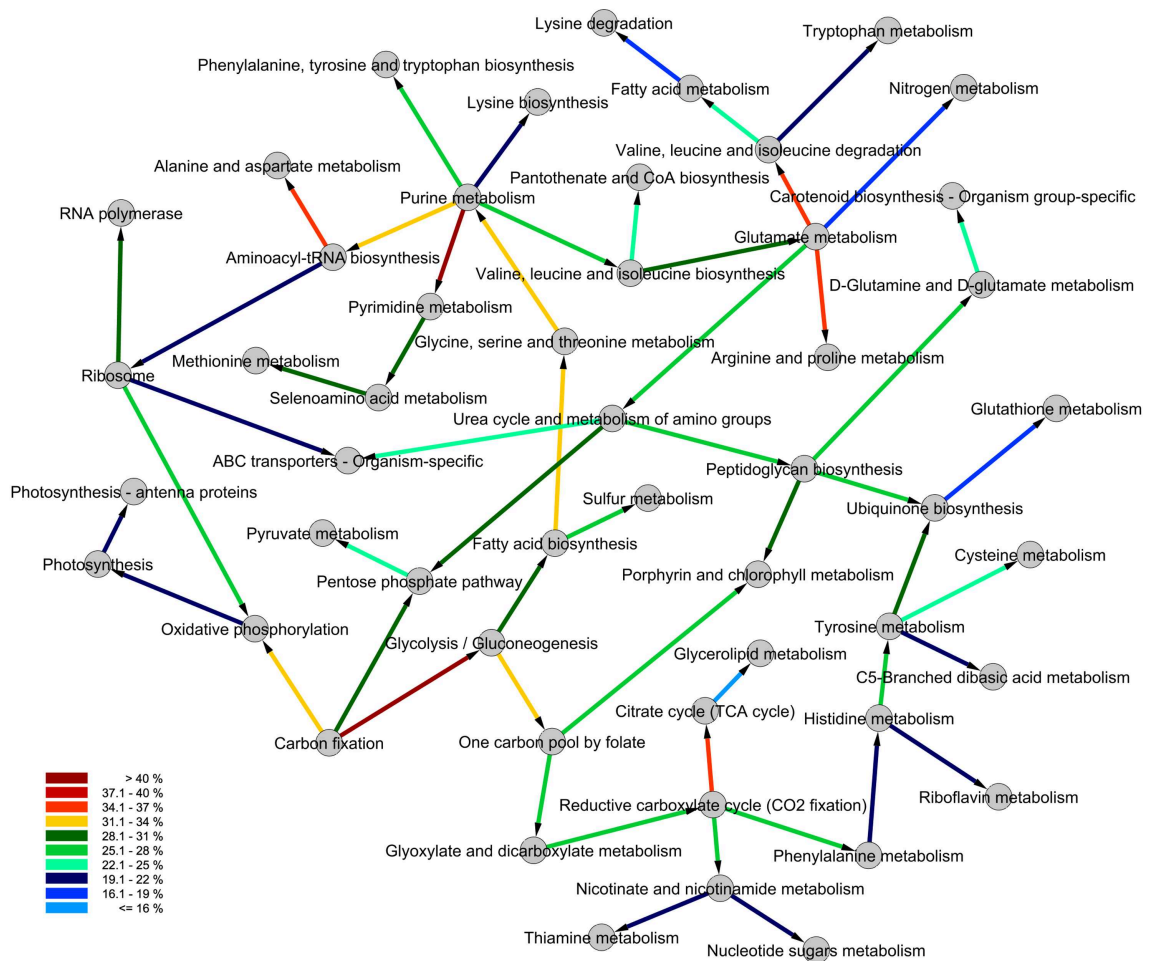 Lysine degradation
Tryptophan metabolism
Phenylalanine, tyrosine and tryptophan biosynthesis
Fatty acid metabolism
Nitrogen metabolism
Lysine biosynthesis
Valine, leucine and isoleucine degradation
Alanine and aspartate metabolism
Pantothenate and CoA biosynthesis
Purine metabolism
Carotenoid biosynthesis - Organism group-specific
RNA polymerase
Glutamate metabolism
Aminoacyl-tRNA biosynthesis
Valine, leucine and isoleucine biosynthesis
D-Glutamine and D-glutamate metabolism
Pyrimidine metabolism
Glycine, serine and threonine metabolism
Arginine and proline metabolism
Methionine metabolism
Ribosome
Selenoamino acid metabolism
Glutathione metabolism
Urea cycle and metabolism of amino groups
ABC transporters - Organism-specific
Peptidoglycan biosynthesis
Photosynthesis - antenna proteins
Sulfur metabolism
Ubiquinone biosynthesis
Pyruvate metabolism
Fatty acid biosynthesis
Cysteine metabolism
Photosynthesis
Pentose phosphate pathway
Porphyrin and chlorophyll metabolism
Oxidative phosphorylation
Tyrosine metabolism
Glycolysis / Gluconeogenesis
Glycerolipid metabolism
C5-Branched dibasic acid metabolism
Citrate cycle (TCA cycle)
Histidine metabolism
Carbon fixation
One carbon pool by folate
> 40 %
37.1 - 40 %
34.1 - 37 %
31.1 - 34 %
28.1 - 31 %
25.1 - 28 %
22.1 - 25 %
19.1 - 22 %
16.1 - 19 %
<= 16 %
Riboflavin metabolism
Reductive carboxylate cycle (CO2 fixation)
Glyoxylate and dicarboxylate metabolism
Phenylalanine metabolism
Nicotinate and nicotinamide metabolism
Thiamine metabolism
Nucleotide sugars metabolism